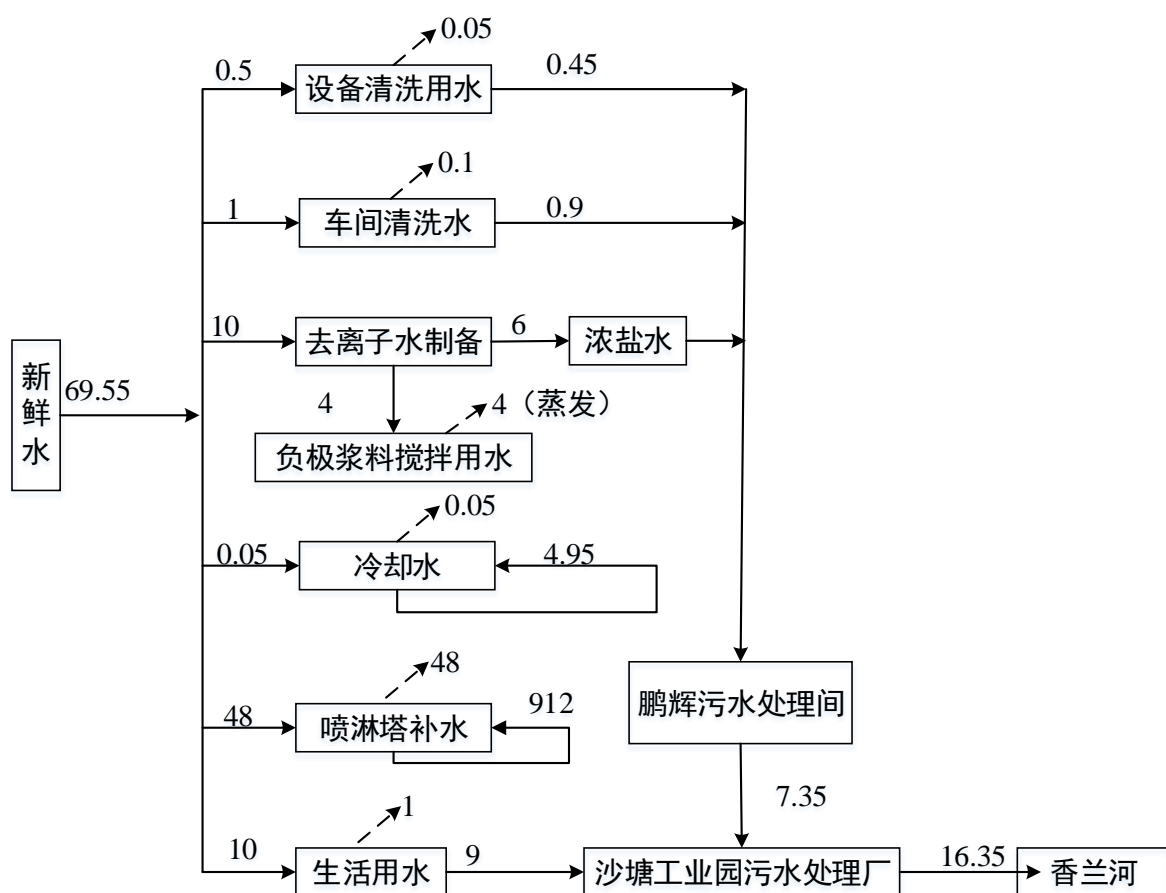 0.05
0.5
设备清洗用水
0.45
0.1
1
车间清洗水
0.9
10
去离子水制备
6
浓盐水
新鲜水
69.55
4
4（蒸发）
负极浆料搅拌用水
0.05
0.05
冷却水
4.95
48
48
喷淋塔补水
912
鹏辉污水处理间
7.35
1
10
生活用水
9
沙塘工业园污水处理厂
16.35
香兰河